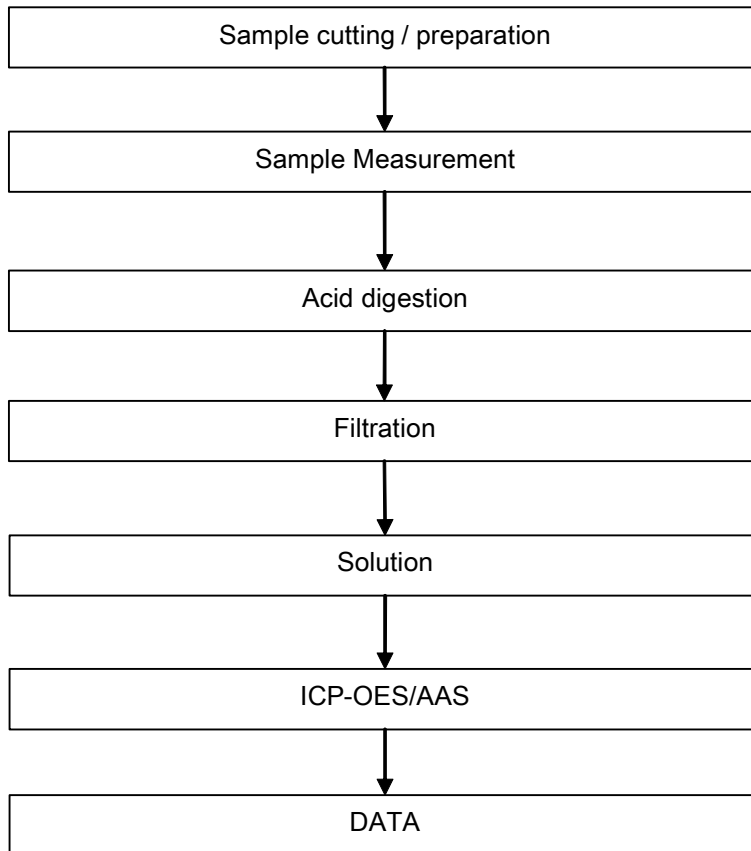 Sample cutting / preparation
Sample Measurement
Acid digestion
Filtration
Solution
ICP-OES/AAS
DATA